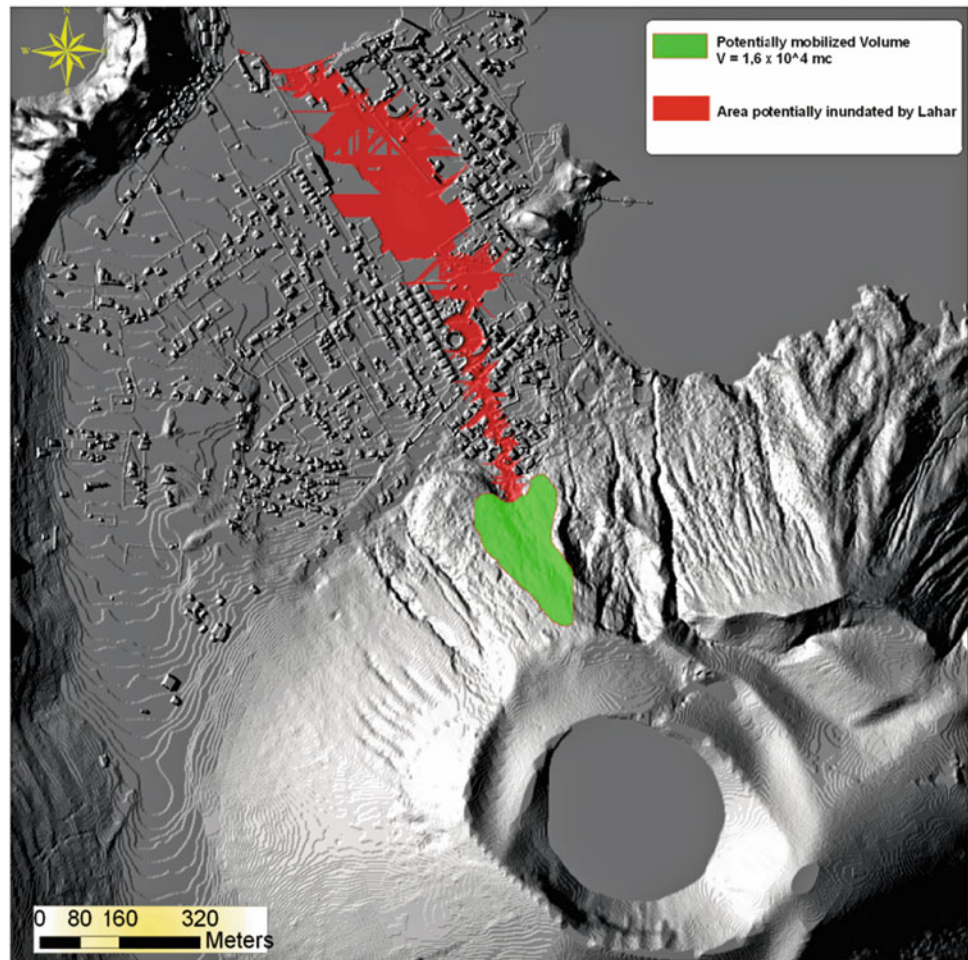 N
W
E
S
Potentially mobilized Volume
V = 1,6 x 10^4 mc
Area potentially inundated by Lahar
0 80 160 320
Meters